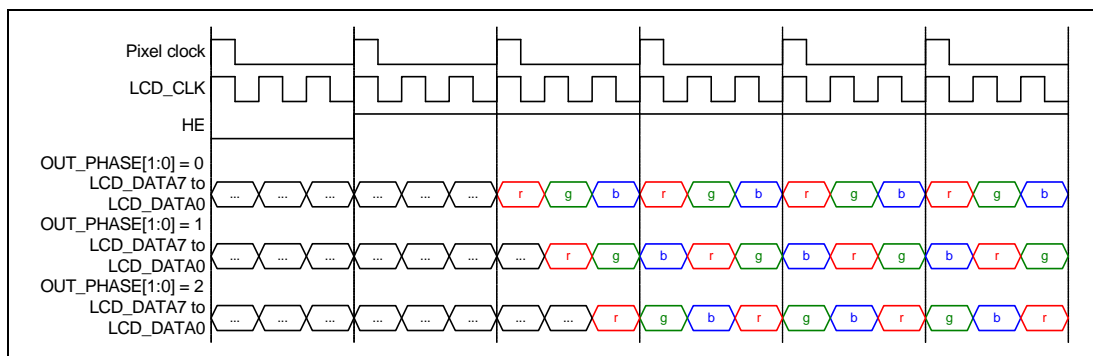 Pixel clock
LCD_CLK
HE
OUT_PHASE[1:0] = 0
LCD_DATA7 to
LCD_DATA0
... ... ... ... ... ... r g b r g b r g b r g b
OUT_PHASE[1:0] = 1
LCD_DATA7 to
LCD_DATA0
... ... ... ... ... ... ... r g b r g b r g b r g
OUT_PHASE[1:0] = 2
LCD_DATA7 to
LCD_DATA0
... ... ... ... ... ... ... ... r g b r g b r g b r